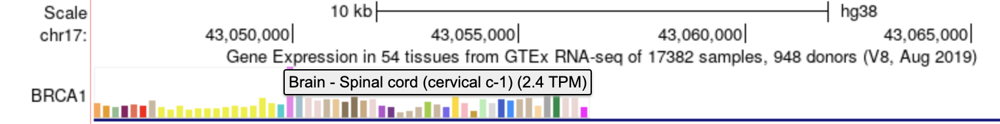 Scale 10 kb hg38
chr17: 43,050,000 43,055,000 43,060,000 43,065,000
Gene Expression in 54 tissues from GTEx RNA-seq of 17382 samples, 948 donors (V8, Aug 2019)
Brain - Spinal cord (cervical c-1) (2.4 TPM)
BRCA1